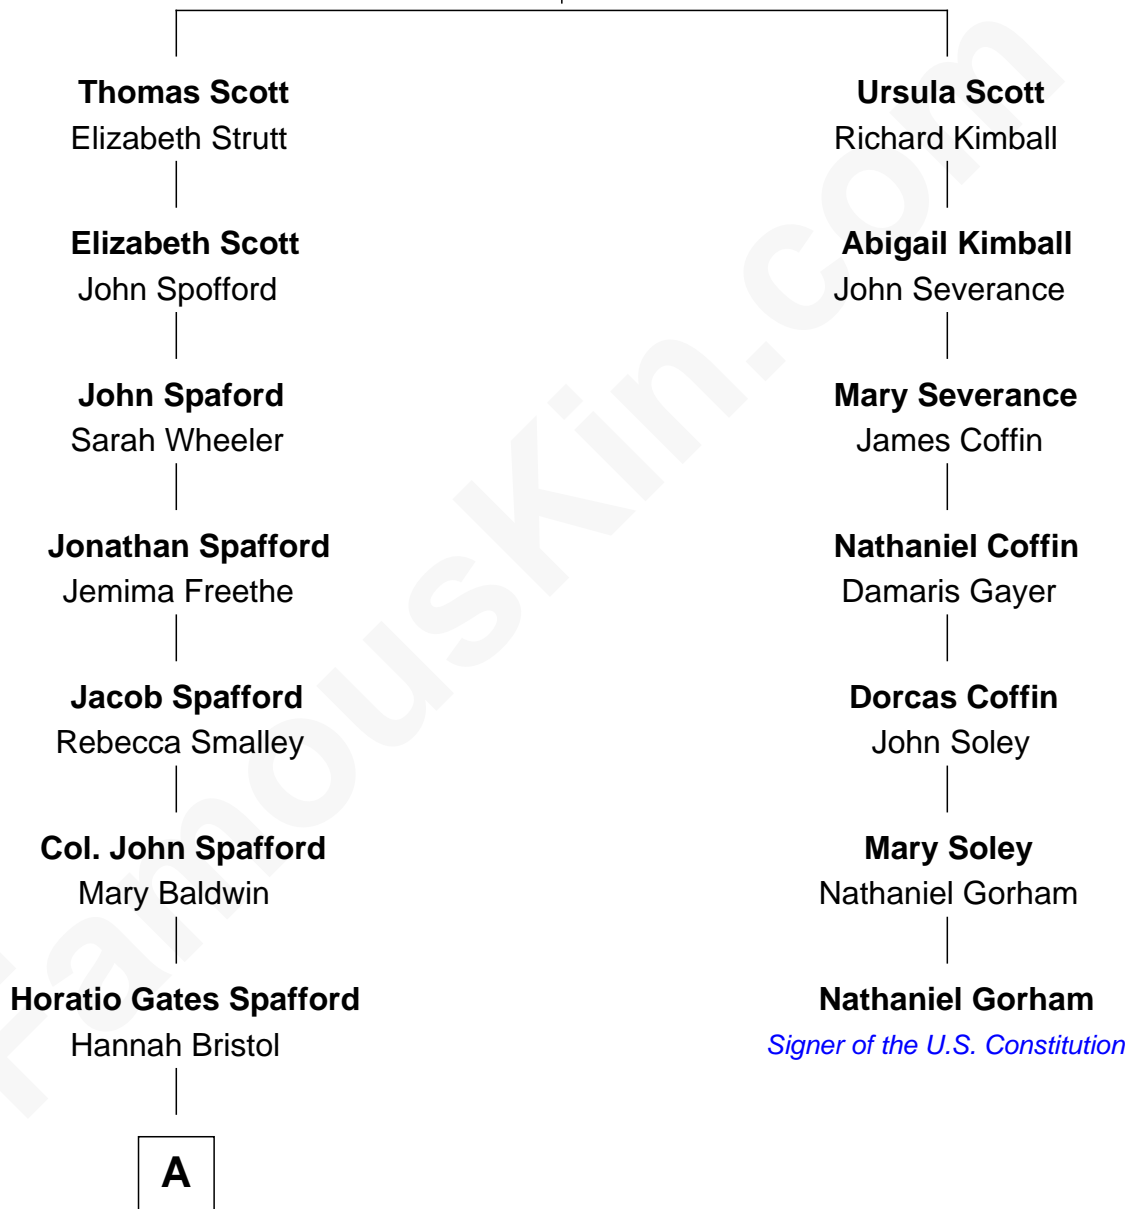 Thomas Scott
Elizabeth Strutt
Ursula Scott
Richard Kimball
Elizabeth Scott
John Spofford
Abigail Kimball
John Severance
John Spaford
Sarah Wheeler
Mary Severance
James Coffin
Jonathan Spafford
Jemima Freethe
Nathaniel Coffin
Damaris Gayer
Jacob Spafford
Rebecca Smalley
Dorcas Coffin
John Soley
Col. John Spafford
Mary Baldwin
Mary Soley
Nathaniel Gorham
Horatio Gates Spafford
Hannah Bristol
Nathaniel Gorham
Signer of the U.S. Constitution
A
FamousKin.com